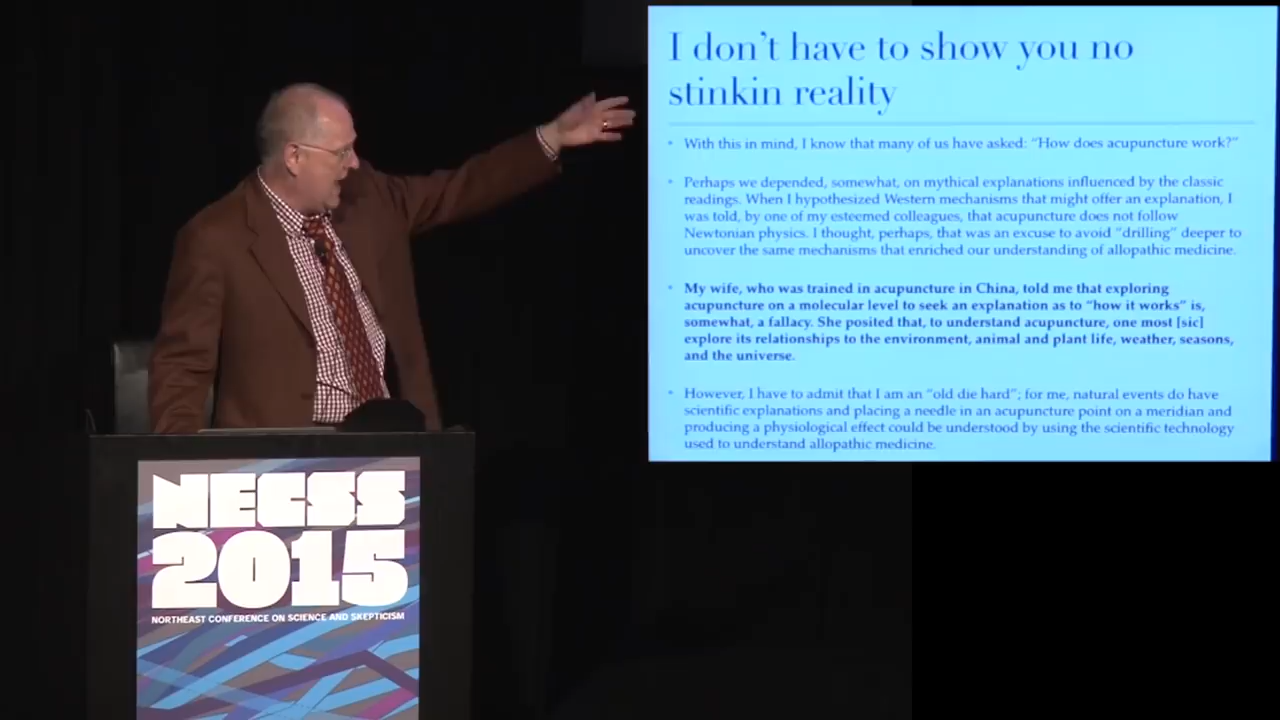 I don't have to show you no
stinkin reality
• With this in mind, I know that many of us have asked: "How does acupuncture work?"
• Perhaps we depended, somewhat, on mythical explanations influenced by the classic
readings. When I hypothesized Western mechanisms that might offer an explanation, I
was told, by one of my esteemed colleagues, that acupuncture does not follow
Newtonian physics. I thought, perhaps, that was an excuse to avoid "drilling" deeper to
uncover the same mechanisms that enriched our understanding of allopathic medicine.
• My wife, who was trained in acupuncture in China, told me that exploring
acupuncture on a molecular level to seek an explanation as to "how it works" is,
somewhat, a fallacy. She posited that, to understand acupuncture, one most [sic]
explore its relationships to the environment, animal and plant life, weather, seasons,
and the universe.
• However, I have to admit that I am an "old die hard"; for me, natural events do have
scientific explanations and placing a needle in an acupuncture point on a meridian and
producing a physiological effect could be understood by using the scientific technology
used to understand allopathic medicine.
NECSS
2015
NORTHEAST CONFERENCE ON SCIENCE AND SKEPTICISM